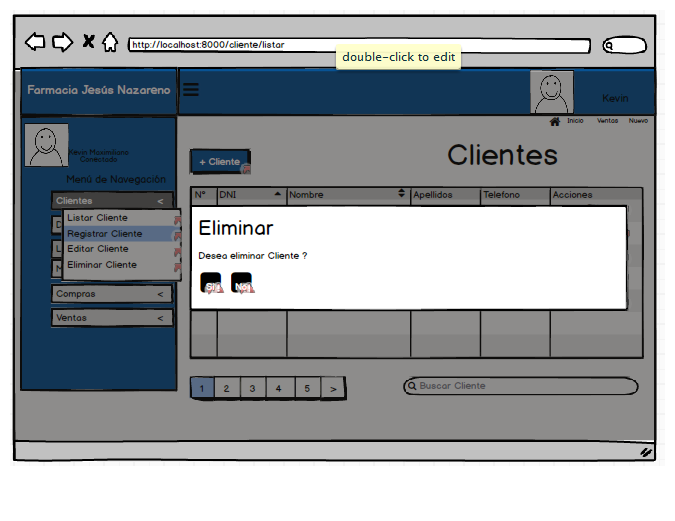 http://localhost:8000/cliente/listar
double-click to edit
Farmacia Jesús Nazareno
Kevin
Inicio Ventas Nuevo
Kevin Maximiliano
Conectado
Menú de Navegación
+ Cliente
Clientes
Clientes <
Listar Cliente
Registrar Cliente
Editar Cliente
Eliminar Cliente
Compras <
Ventas <
N° DNI Nombre Apellidos Telefono Acciones
Eliminar
Desea eliminar Cliente ?
Si No
1 2 3 4 5 >
Buscar Cliente